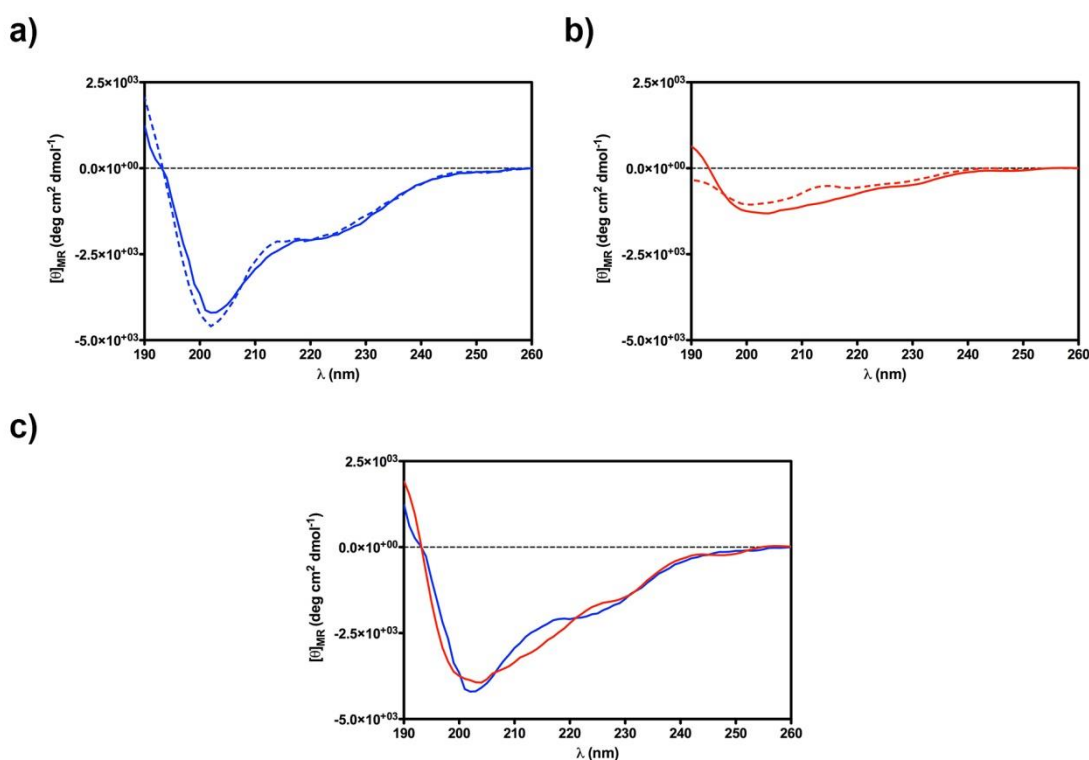 a)
2.5×10⁺⁰³
0.0×10⁺⁰⁰
-2.5×10⁺⁰³
-5.0×10⁺⁰³
[θ]MR (deg cm² dmol⁻¹)
190 200 210 220 230 240 250 260
λ (nm)
b)
2.5×10⁺⁰³
0.0×10⁺⁰⁰
-2.5×10⁺⁰³
-5.0×10⁺⁰³
[θ]MR (deg cm² dmol⁻¹)
190 200 210 220 230 240 250 260
λ (nm)
c)
2.5×10⁺⁰³
0.0×10⁺⁰⁰
-2.5×10⁺⁰³
-5.0×10⁺⁰³
[θ]MR (deg cm² dmol⁻¹)
190 200 210 220 230 240 250 260
λ (nm)